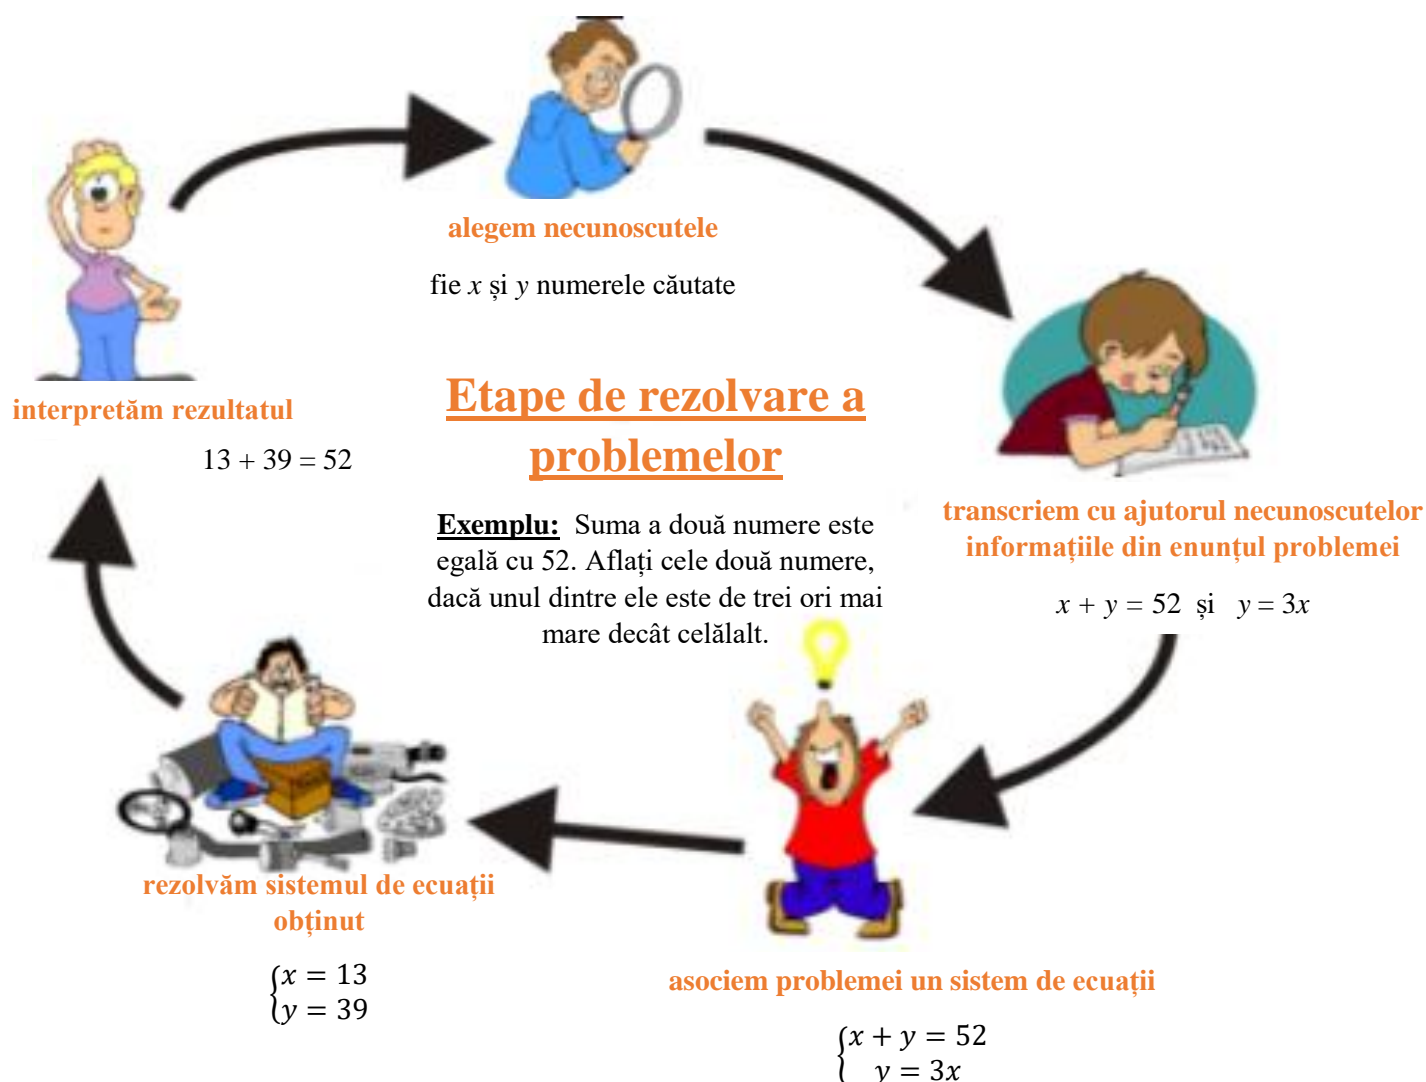 alegem necunoscutele
fie x și y numerele căutate
interpretăm rezultatul
13 + 39 = 52
Etape de rezolvare a
problemelor
Exemplu: Suma a două numere este
egală cu 52. Aflați cele două numere,
dacă unul dintre ele este de trei ori mai
mare decât celălalt.
transcriem cu ajutorul necunoscutelor
informațiile din enunțul problemei
x + y = 52 și y = 3x
rezolvăm sistemul de ecuații
obținut
{x = 13
y = 39
asociem problemei un sistem de ecuații
{x + y = 52
y = 3x